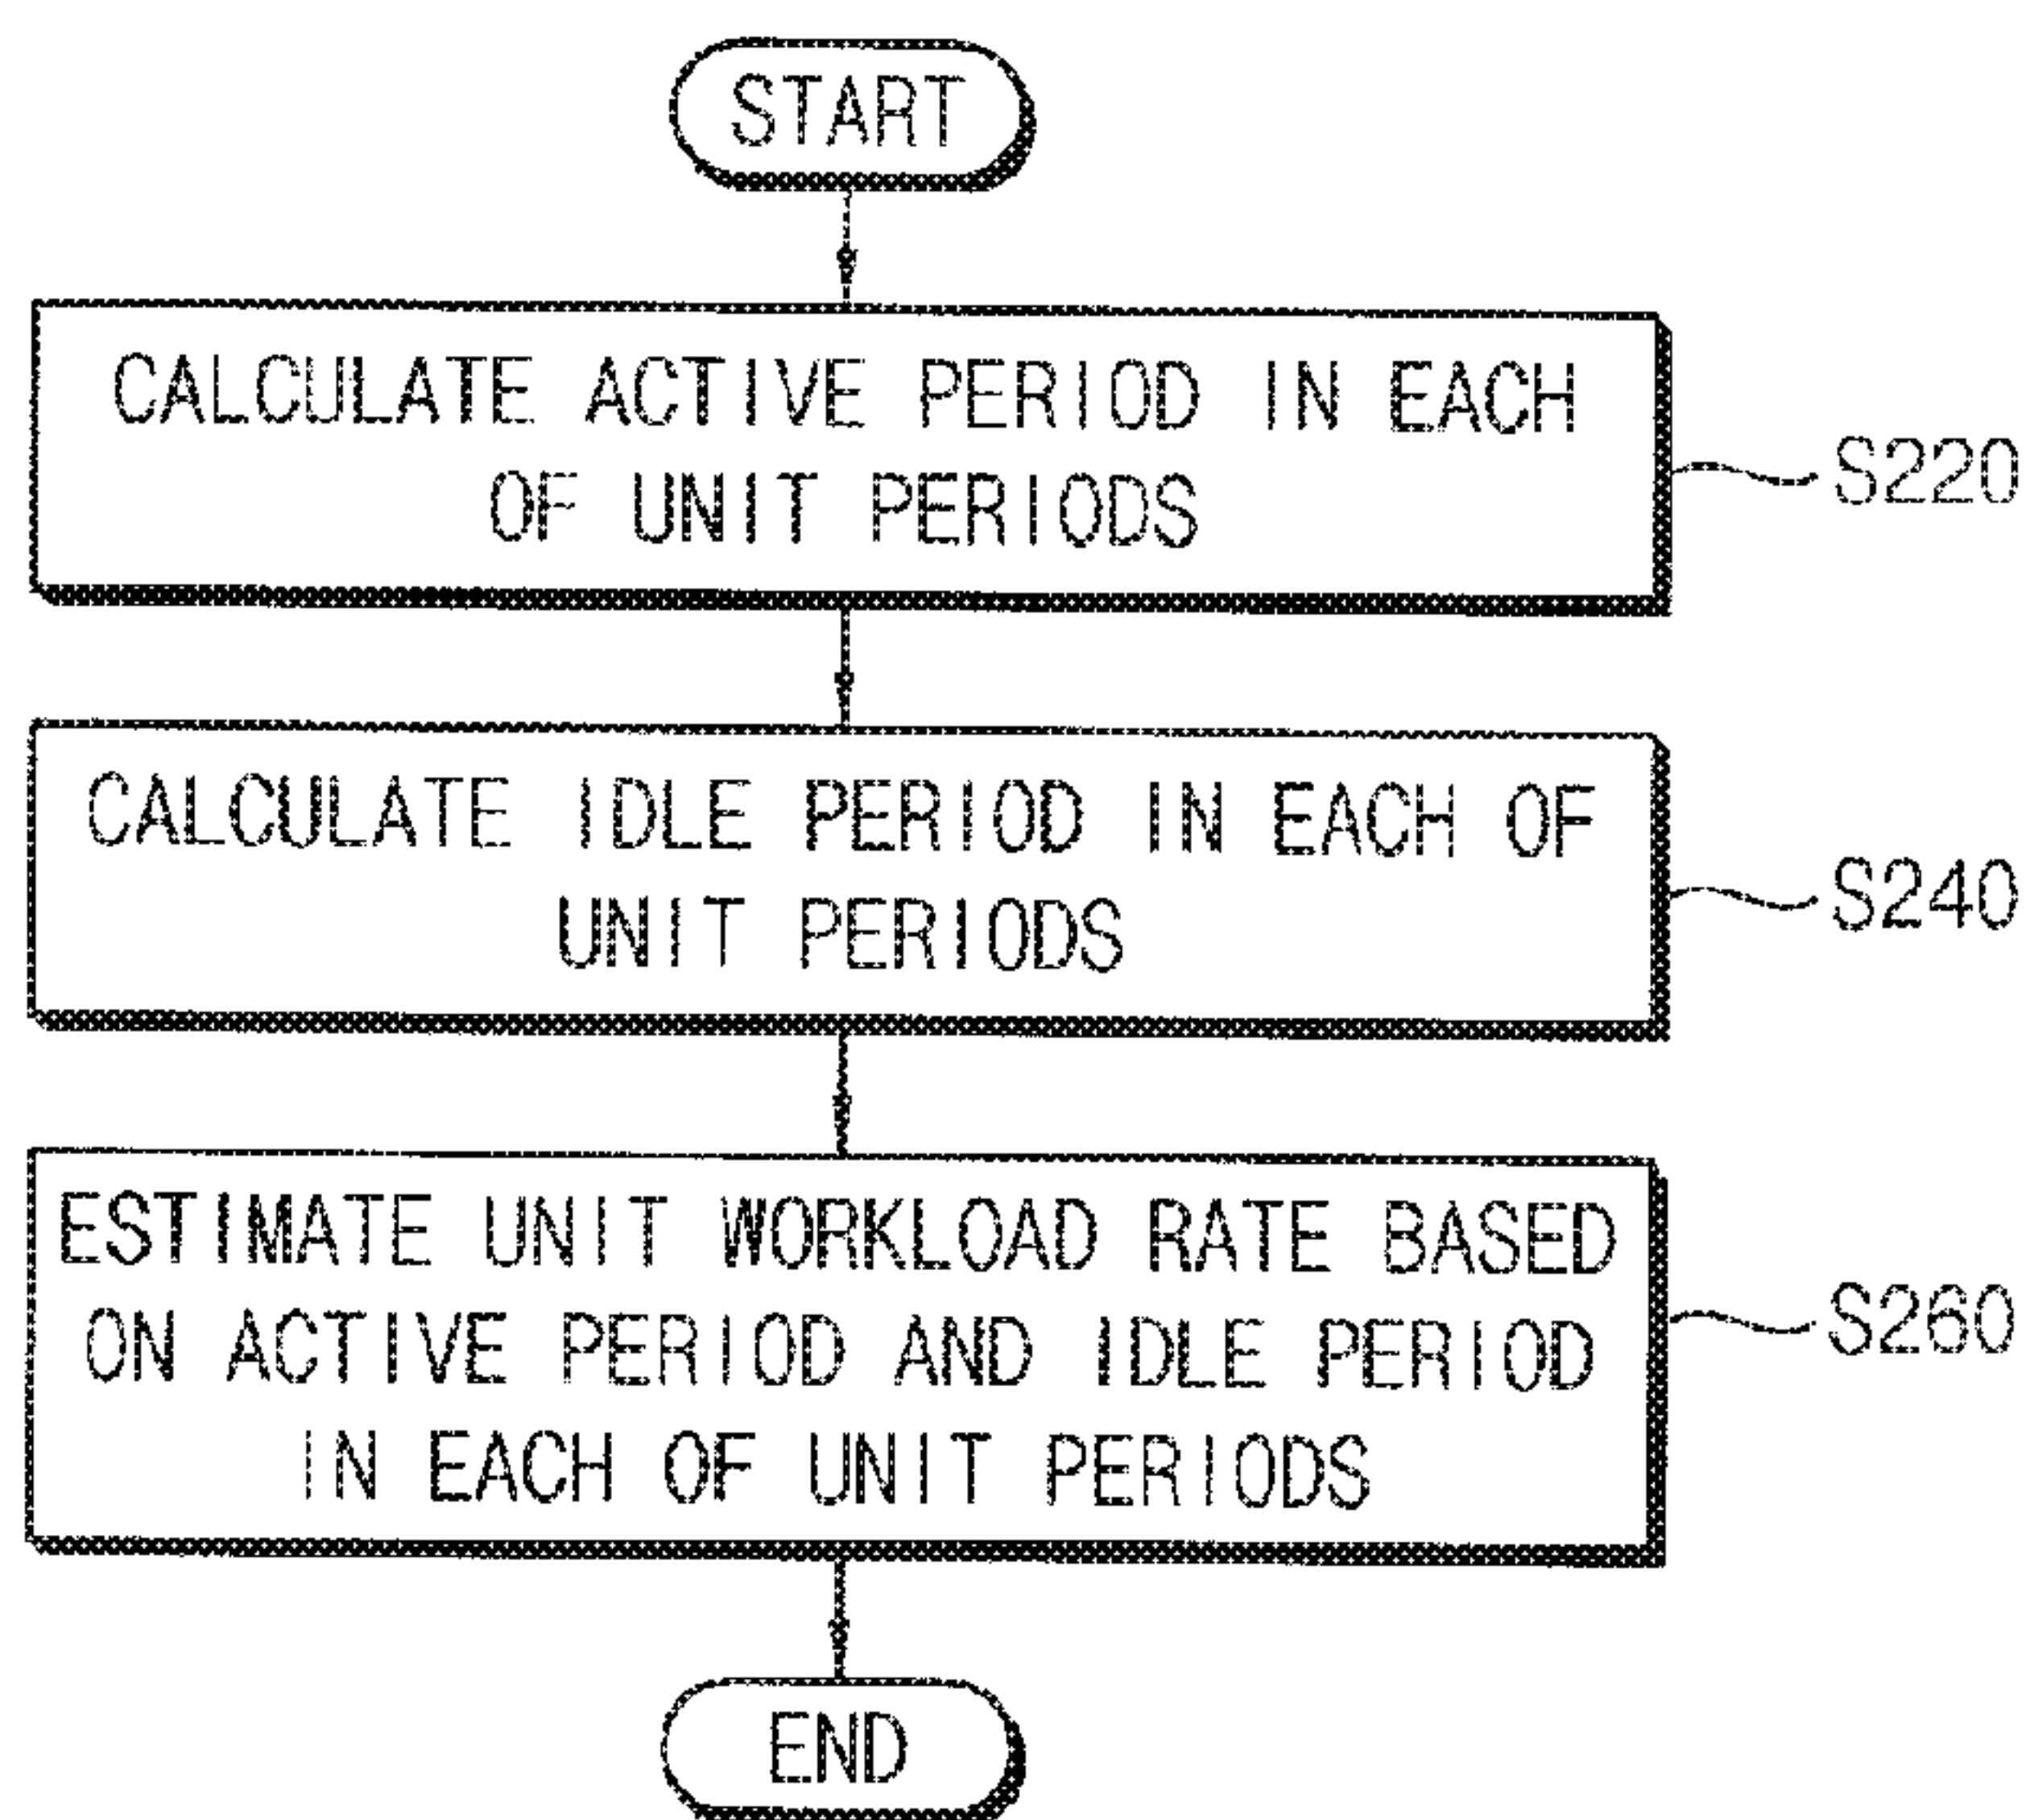 START
CALCULATE ACTIVE PERIOD IN EACH
OF UNIT PERIODS
S220
CALCULATE IDLE PERIOD IN EACH OF
UNIT PERIODS
S240
ESTIMATE UNIT WORKLOAD RATE BASED
ON ACTIVE PERIOD AND IDLE PERIOD
IN EACH OF UNIT PERIODS
S260
END